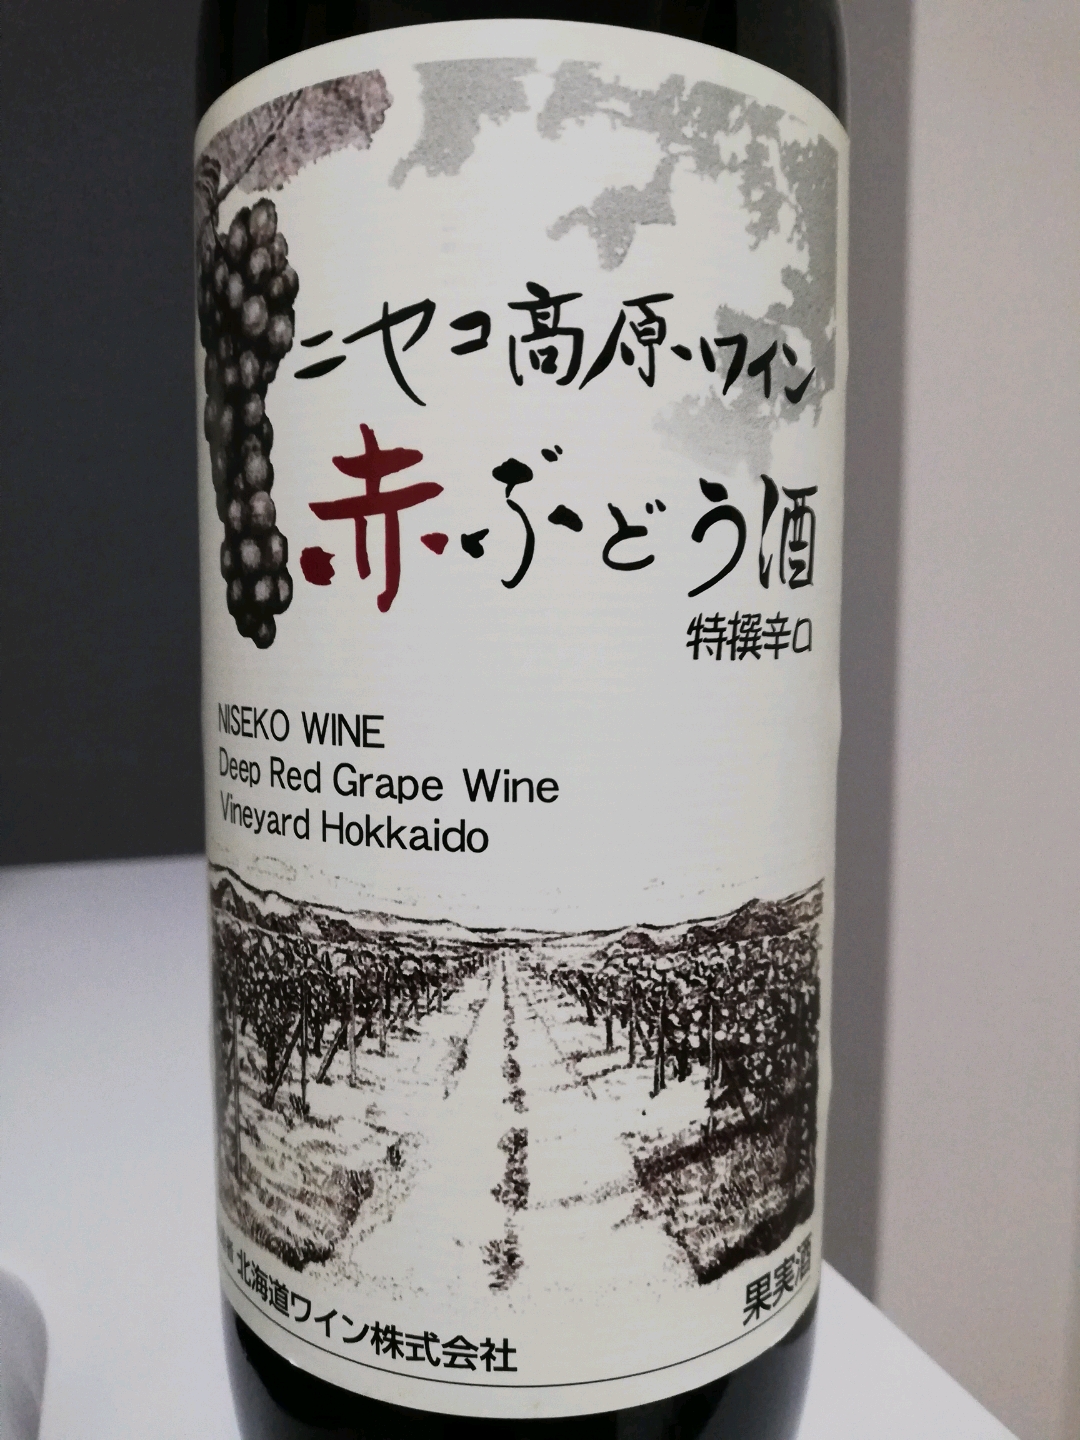 ニセコ高原ワイン
赤ぶどう酒
特撰辛口
NISEKO WINE
Deep Red Grape Wine
Vineyard Hokkaido
北海道ワイン株式会社
果実酒